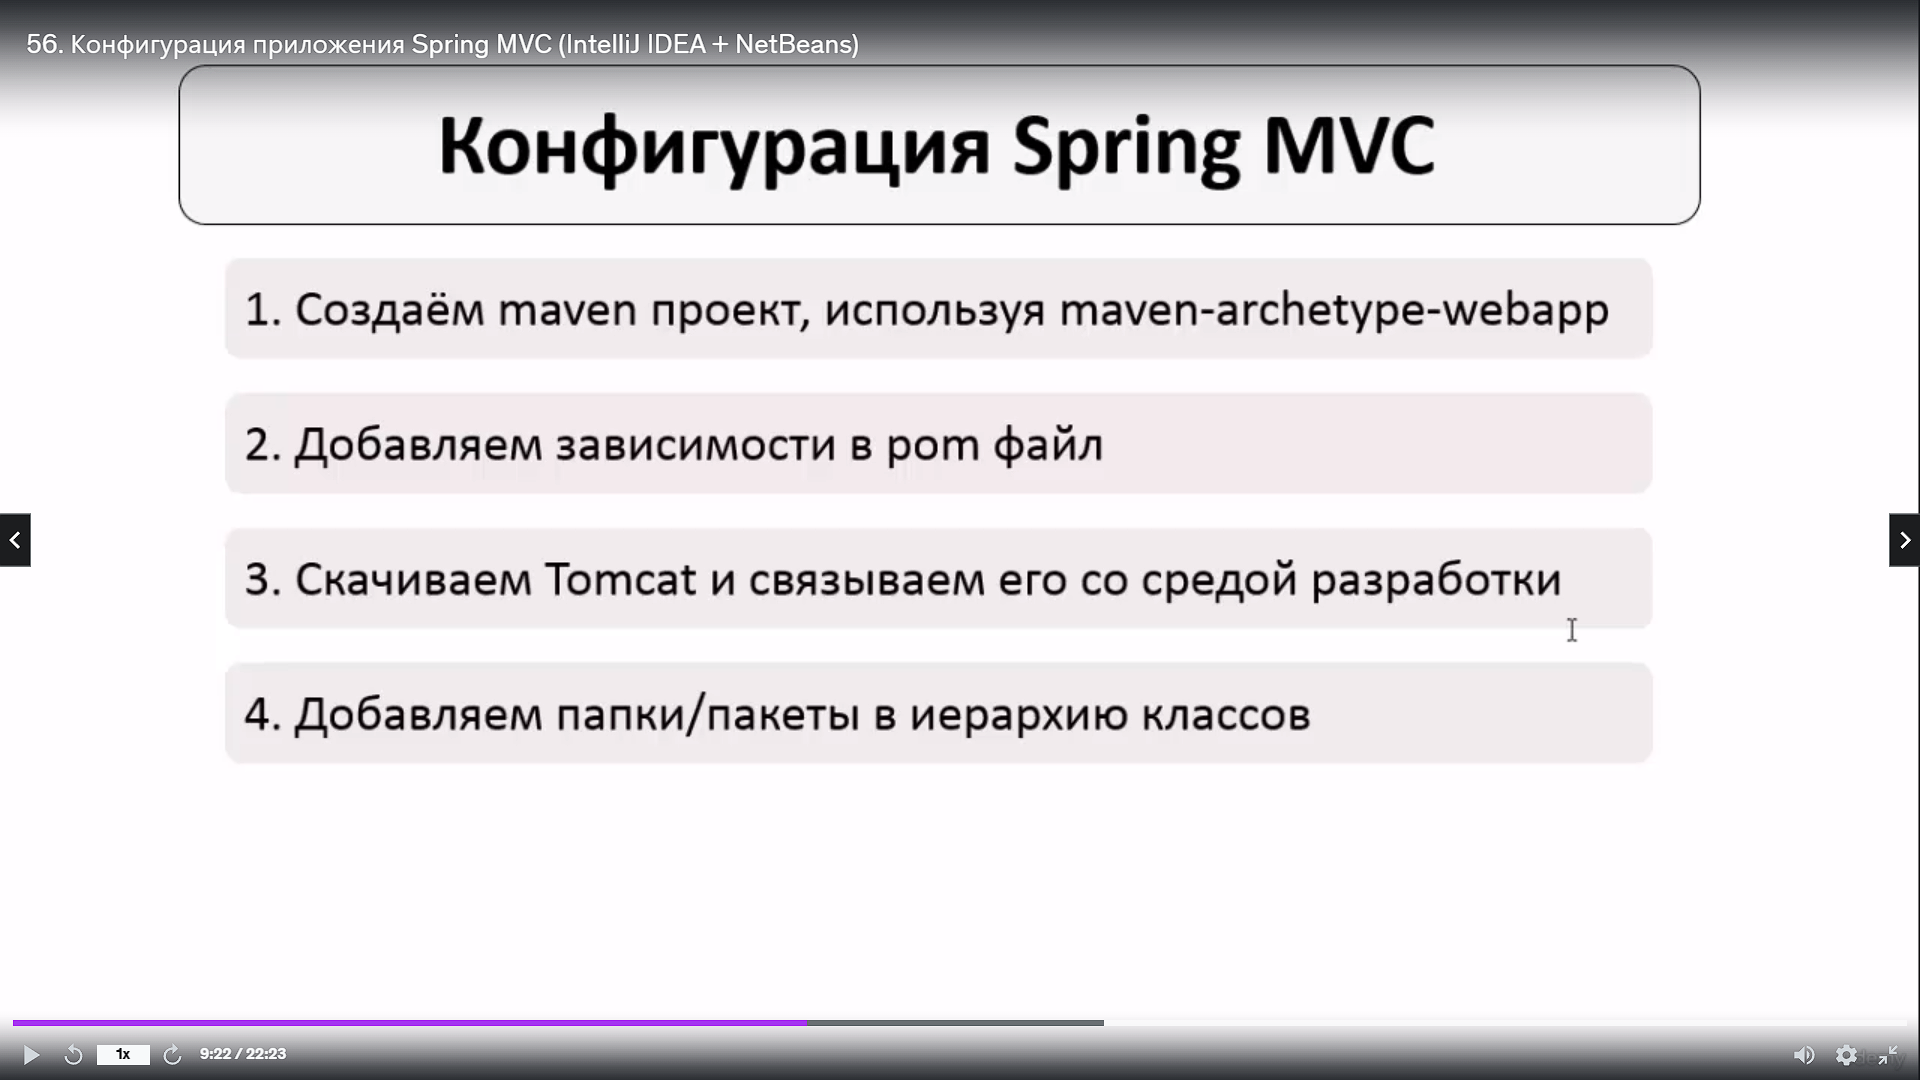 56. Конфигурация приложения Spring MVC (IntelliJ IDEA + NetBeans)
Конфигурация Spring MVC
1. Создаём maven проект, используя maven-archetype-webapp
2. Добавляем зависимости в pom файл
3. Скачиваем Tomcat и связываем его со средой разработки
4. Добавляем папки/пакеты в иерархию классов
1x
9:22 / 22:23